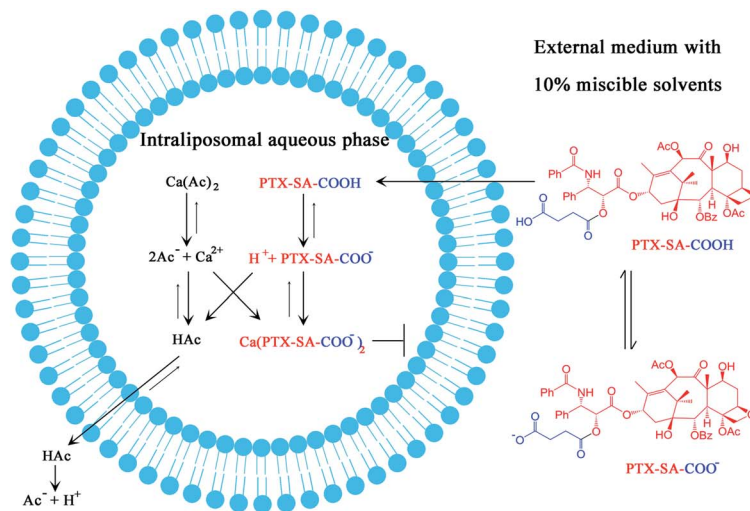 External medium with
10% miscible solvents
Intraliposomal aqueous phase
Ca(Ac)₂
PTX-SA-COOH
2Ac⁻ + Ca²⁺
H⁺ + PTX-SA-COO⁻
HAc
Ca(PTX-SA-COO⁻)₂
HAc
Ac⁻ + H⁺
O
Ph
NH
Ph
O
O
O
HO
O
O
AcO
O
OH
HO
OBz
OAc
O
PTX-SA-COOH
O
Ph
NH
Ph
O
O
O
⁻O
O
O
AcO
O
OH
HO
OBz
OAc
O
PTX-SA-COO⁻